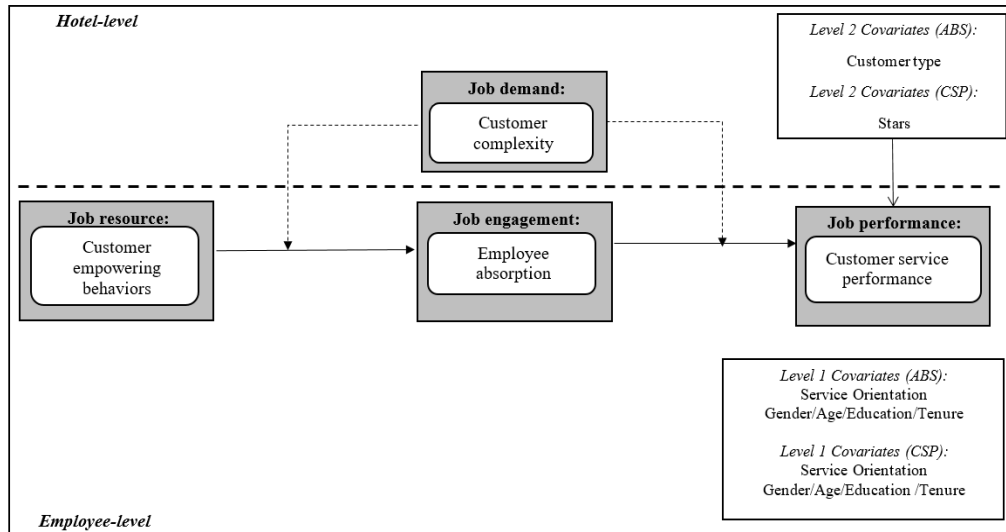 Hotel-level
Level 2 Covariates (ABS):
Customer type
Level 2 Covariates (CSP):
Stars
Job demand:
Customer
complexity
Job resource:
Customer
empowering
behaviors
Job engagement:
Employee
absorption
Job performance:
Customer service
performance
Level 1 Covariates (ABS):
Service Orientation
Gender/Age/Education/Tenure
Level 1 Covariates (CSP):
Service Orientation
Gender/Age/Education /Tenure
Employee-level